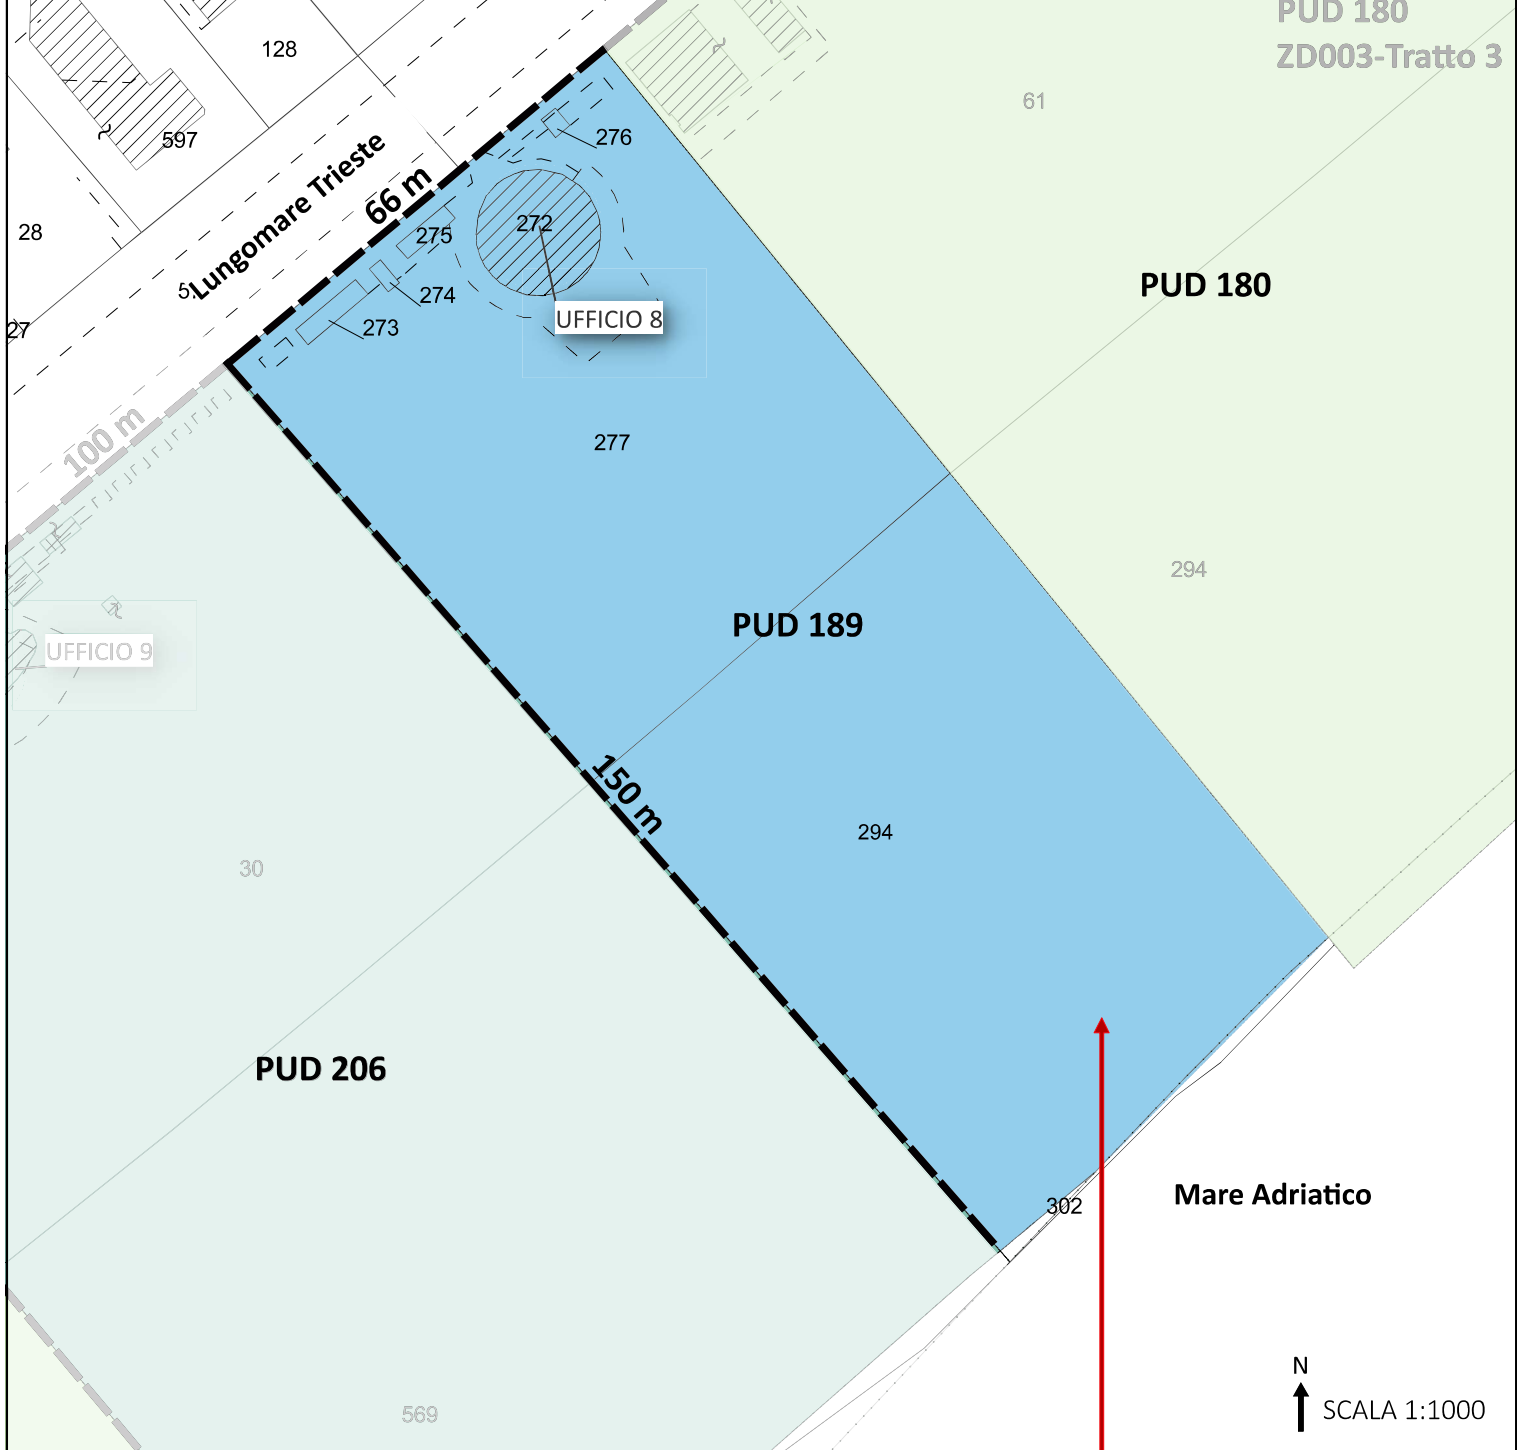 PUD 180
ZD003-Tratto 3
128
61
597
276
Lungomare Trieste
66 m
28
272
275
PUD 180
5
274
UFFICIO 8
27
273
100 m
277
294
PUD 189
UFFICIO 9
150 m
294
30
PUD 206
Mare Adriatico
302
N
SCALA 1:1000
569